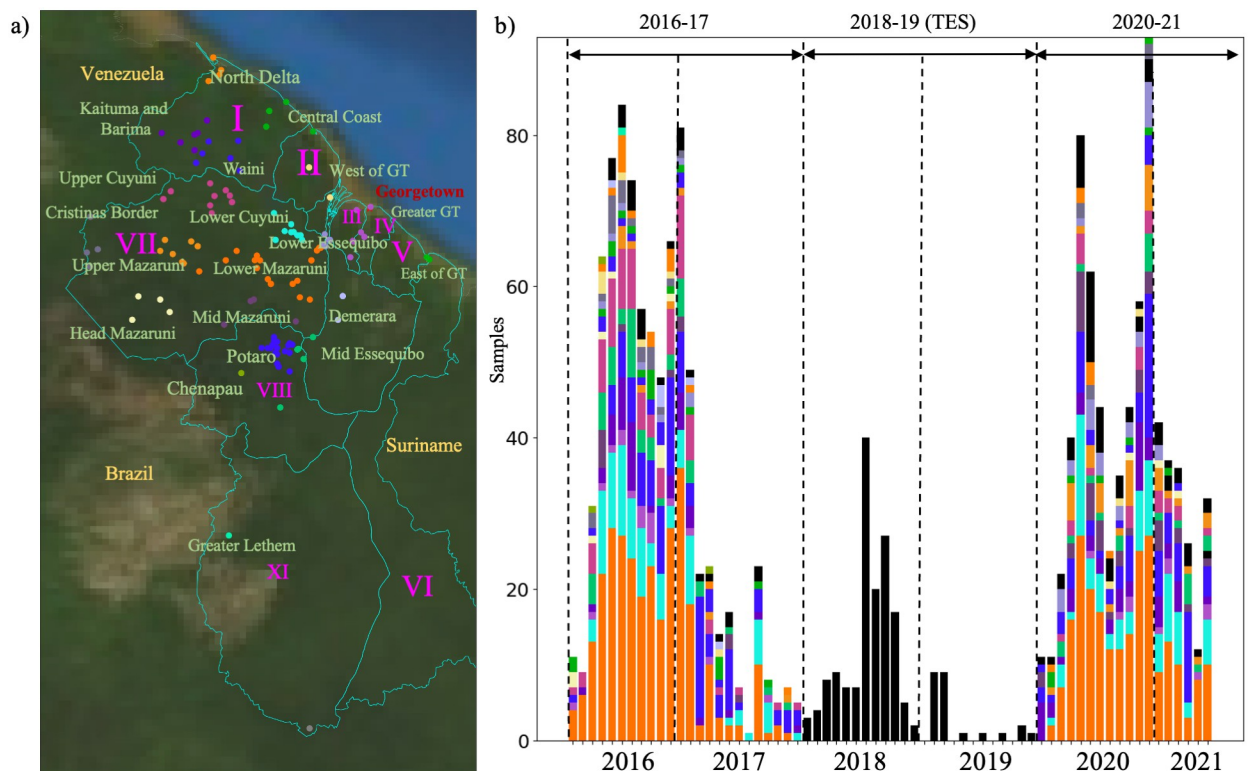 a)
Venezuela
North Delta
Kaituma and
Barima
I
Central Coast
Waini
II
West of GT
Upper Cuyuni
Georgetown
Cristinas Border
Lower Cuyuni
III
Greater GT
IV
VII
Lower Essequibo
V
Upper Mazaruni
Lower Mazaruni
East of GT
Head Mazaruni
Mid Mazaruni
Demerara
Potaro
Mid Essequibo
Chenapau
VIII
Suriname
Brazil
Greater Lethem
XI
VI
b)
2016-17
2018-19 (TES)
2020-21
Samples
80
60
40
20
0
2016
2017
2018
2019
2020
2021